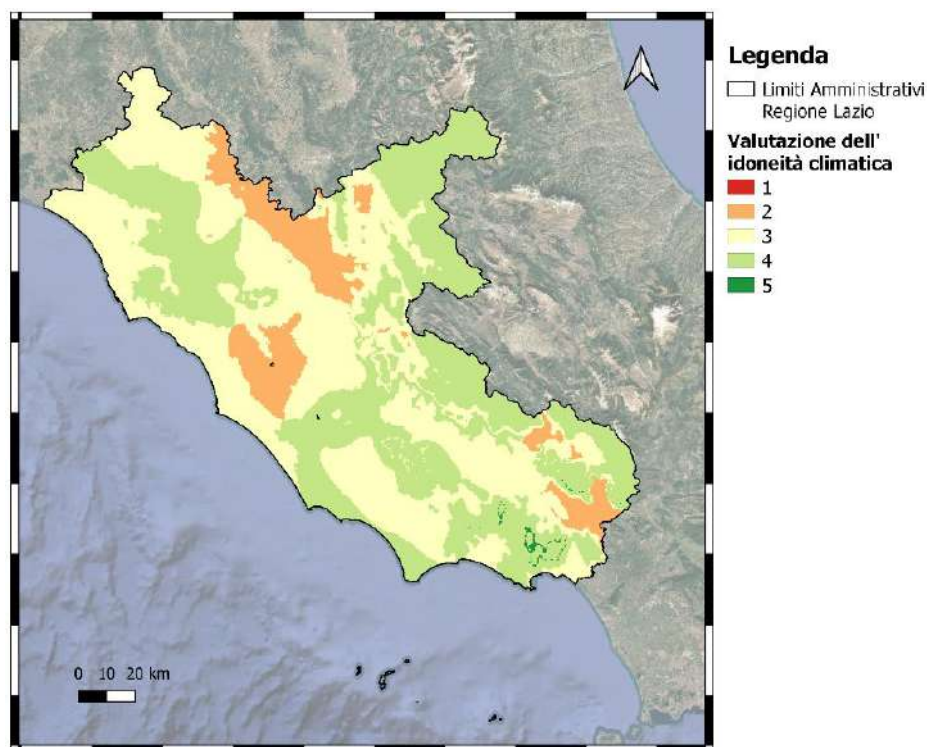 Legenda
Limiti Amministrativi
Regione Lazio
Valutazione dell'
idoneità climatica
1
2
3
4
5
0 10 20 km